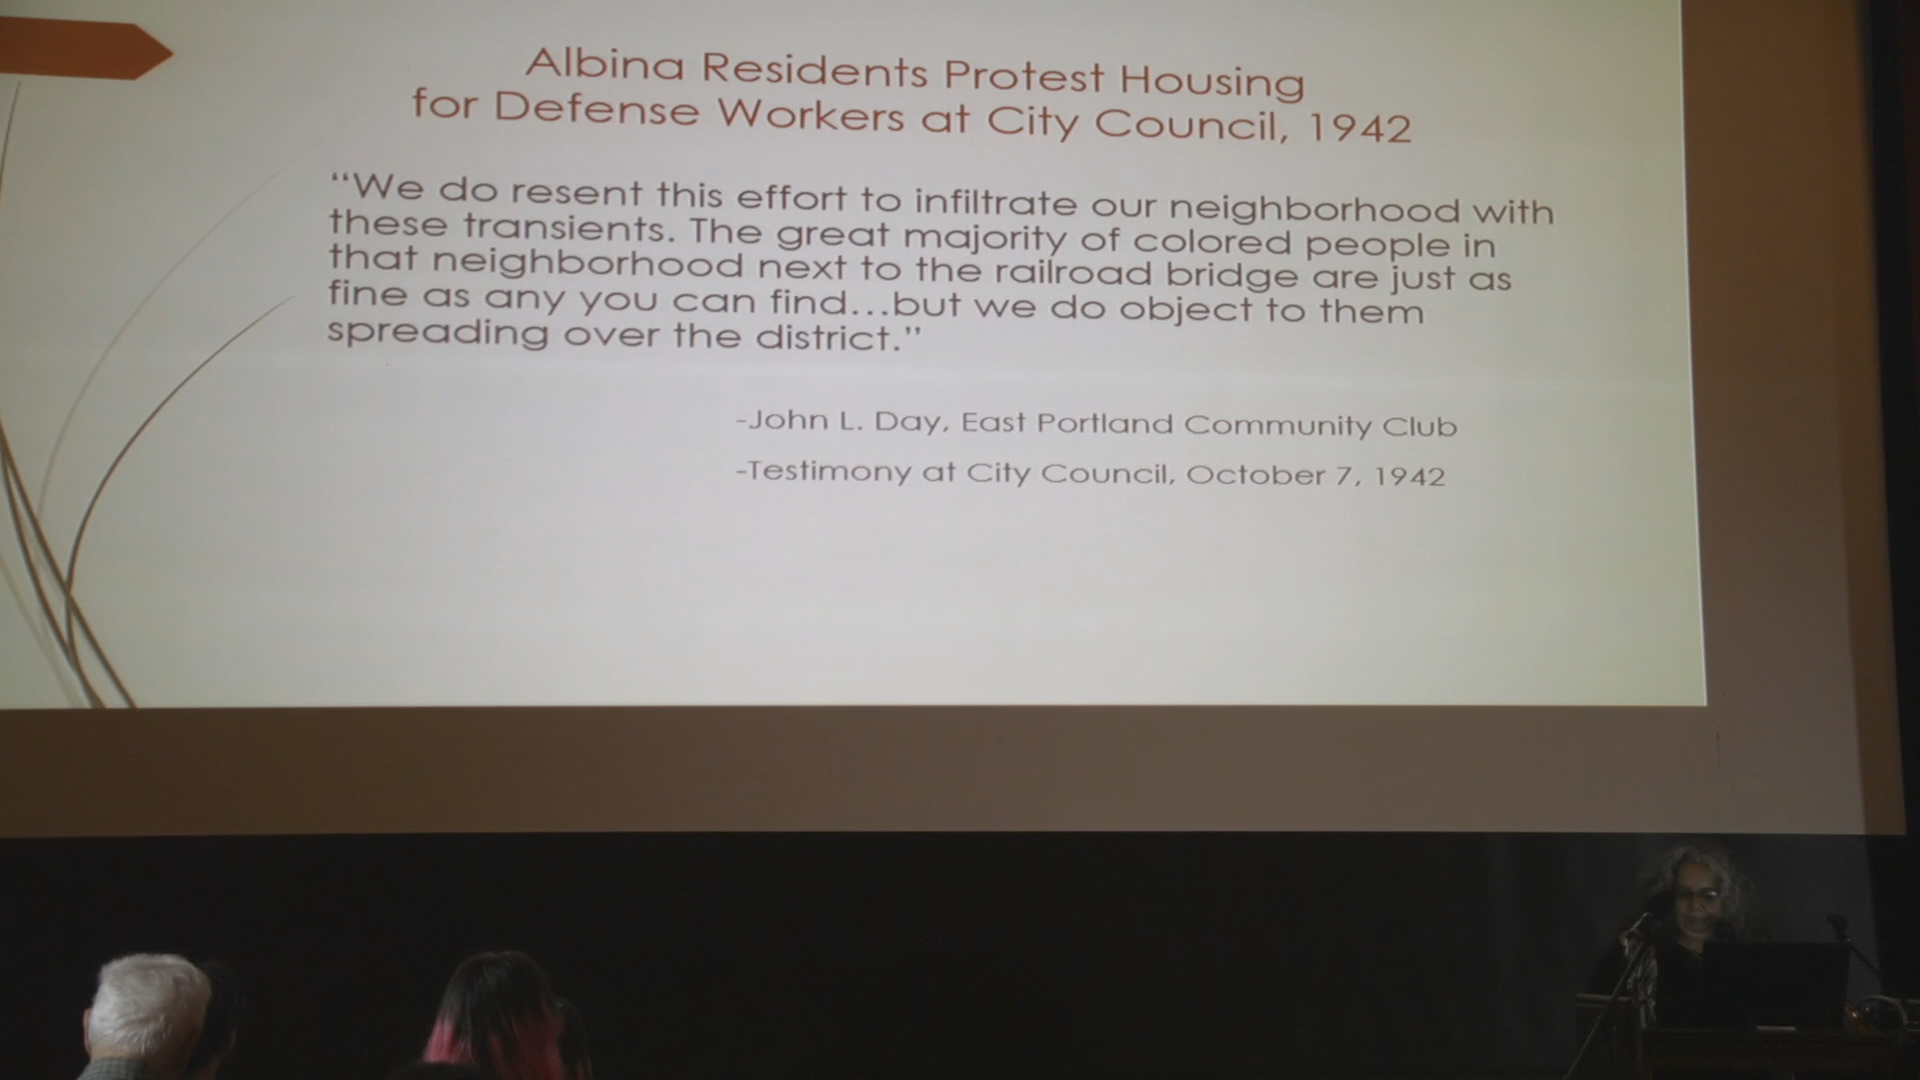 Albina Residents Protest Housing
for Defense Workers at City Council, 1942
“We do resent this effort to infiltrate our neighborhood with
these transients. The great majority of colored people in
that neighborhood next to the railroad bridge are just as
fine as any you can find…but we do object to them
spreading over the district.”
-John L. Day, East Portland Community Club
-Testimony at City Council, October 7, 1942